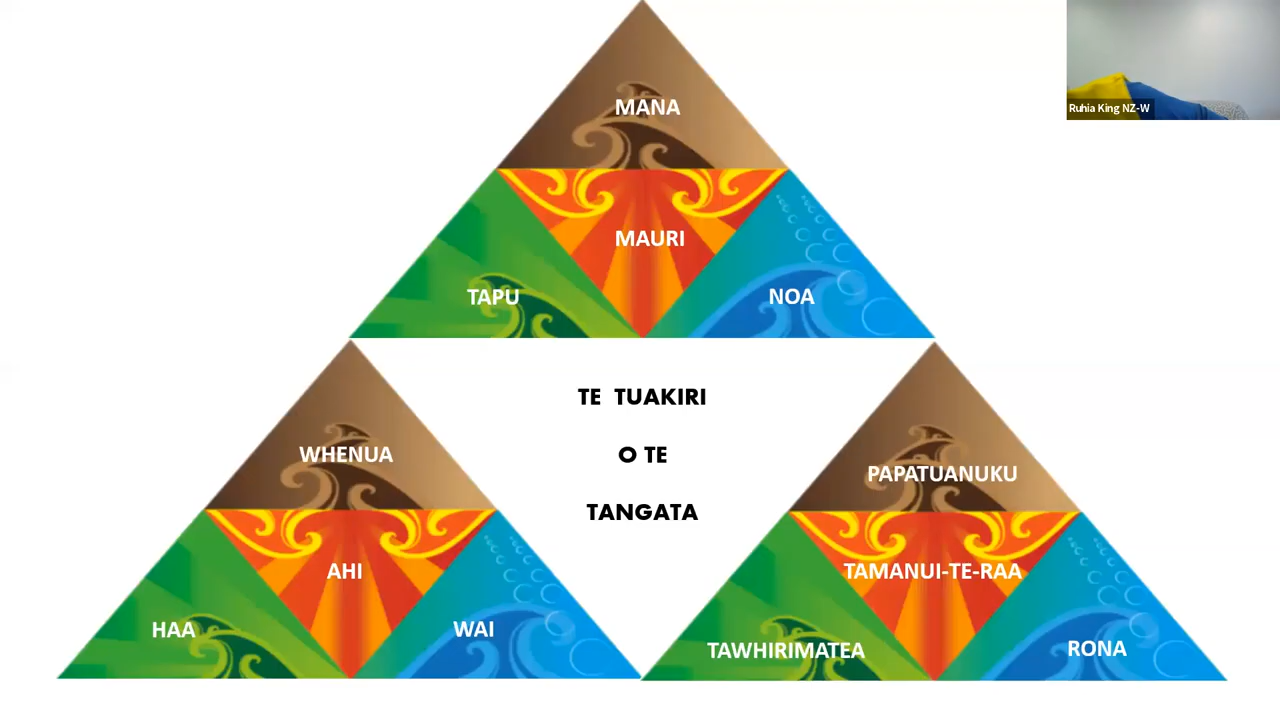 MANA
Ruhia King NZ-W
MAURI
TAPU
NOA
TE TUAKIRI
O TE
TANGATA
WHENUA
AHI
HAA
WAI
PAPATUANUKU
TAMANUI-TE-RAA
TAWHIRIMATEA
RONA